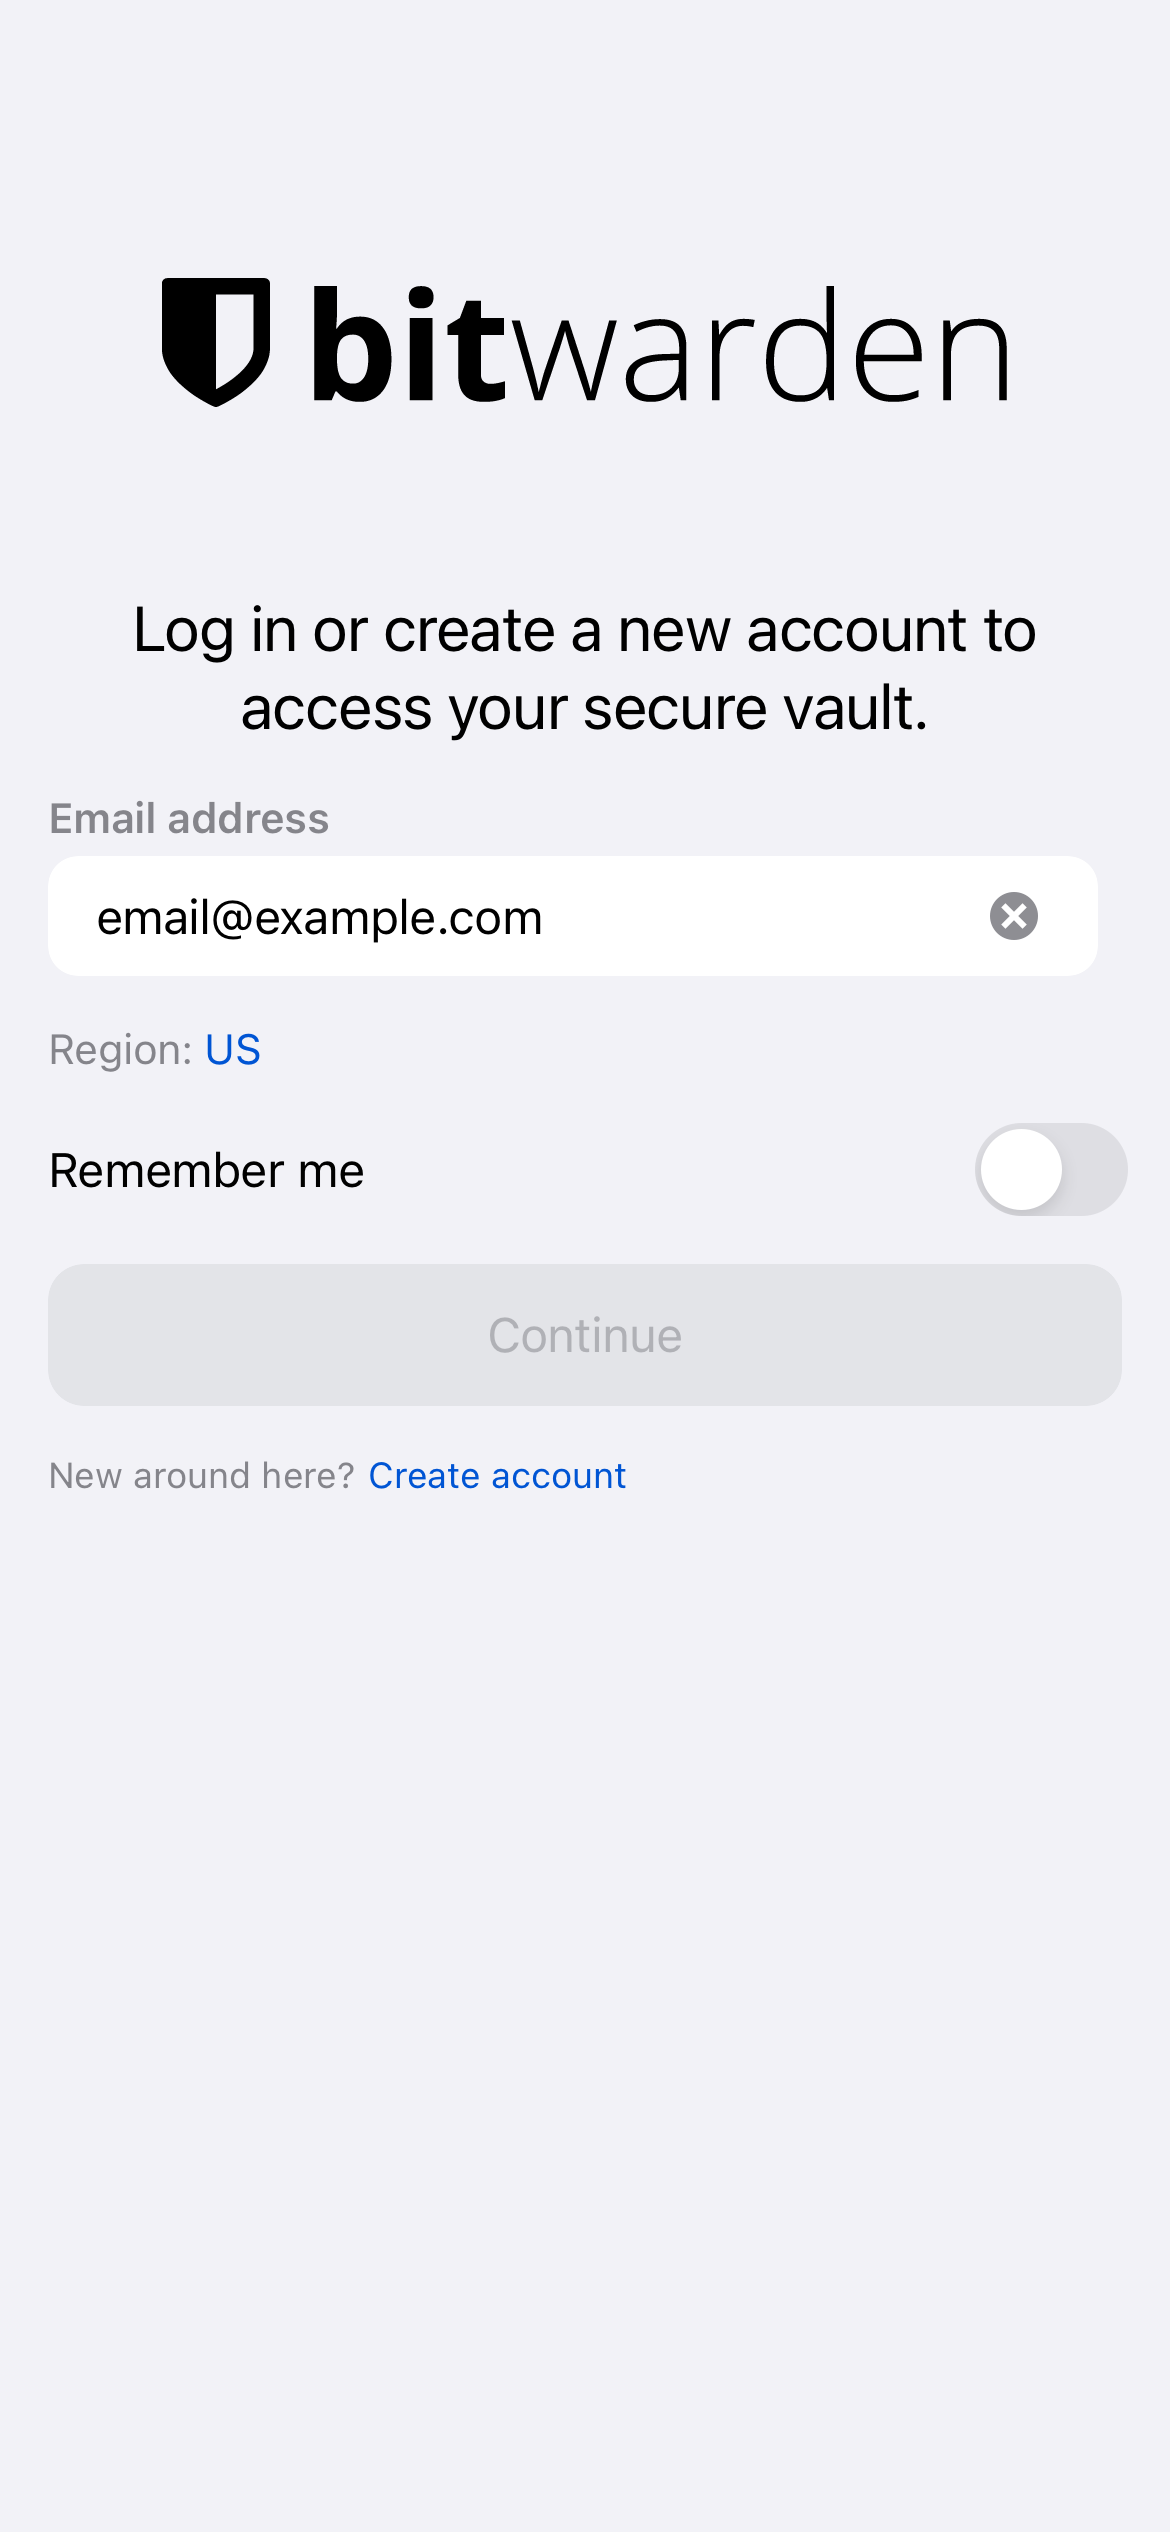 bitwarden
Log in or create a new account to
access your secure vault.
Email address
email@example.com
Region: US
Remember me
Continue
New around here? Create account